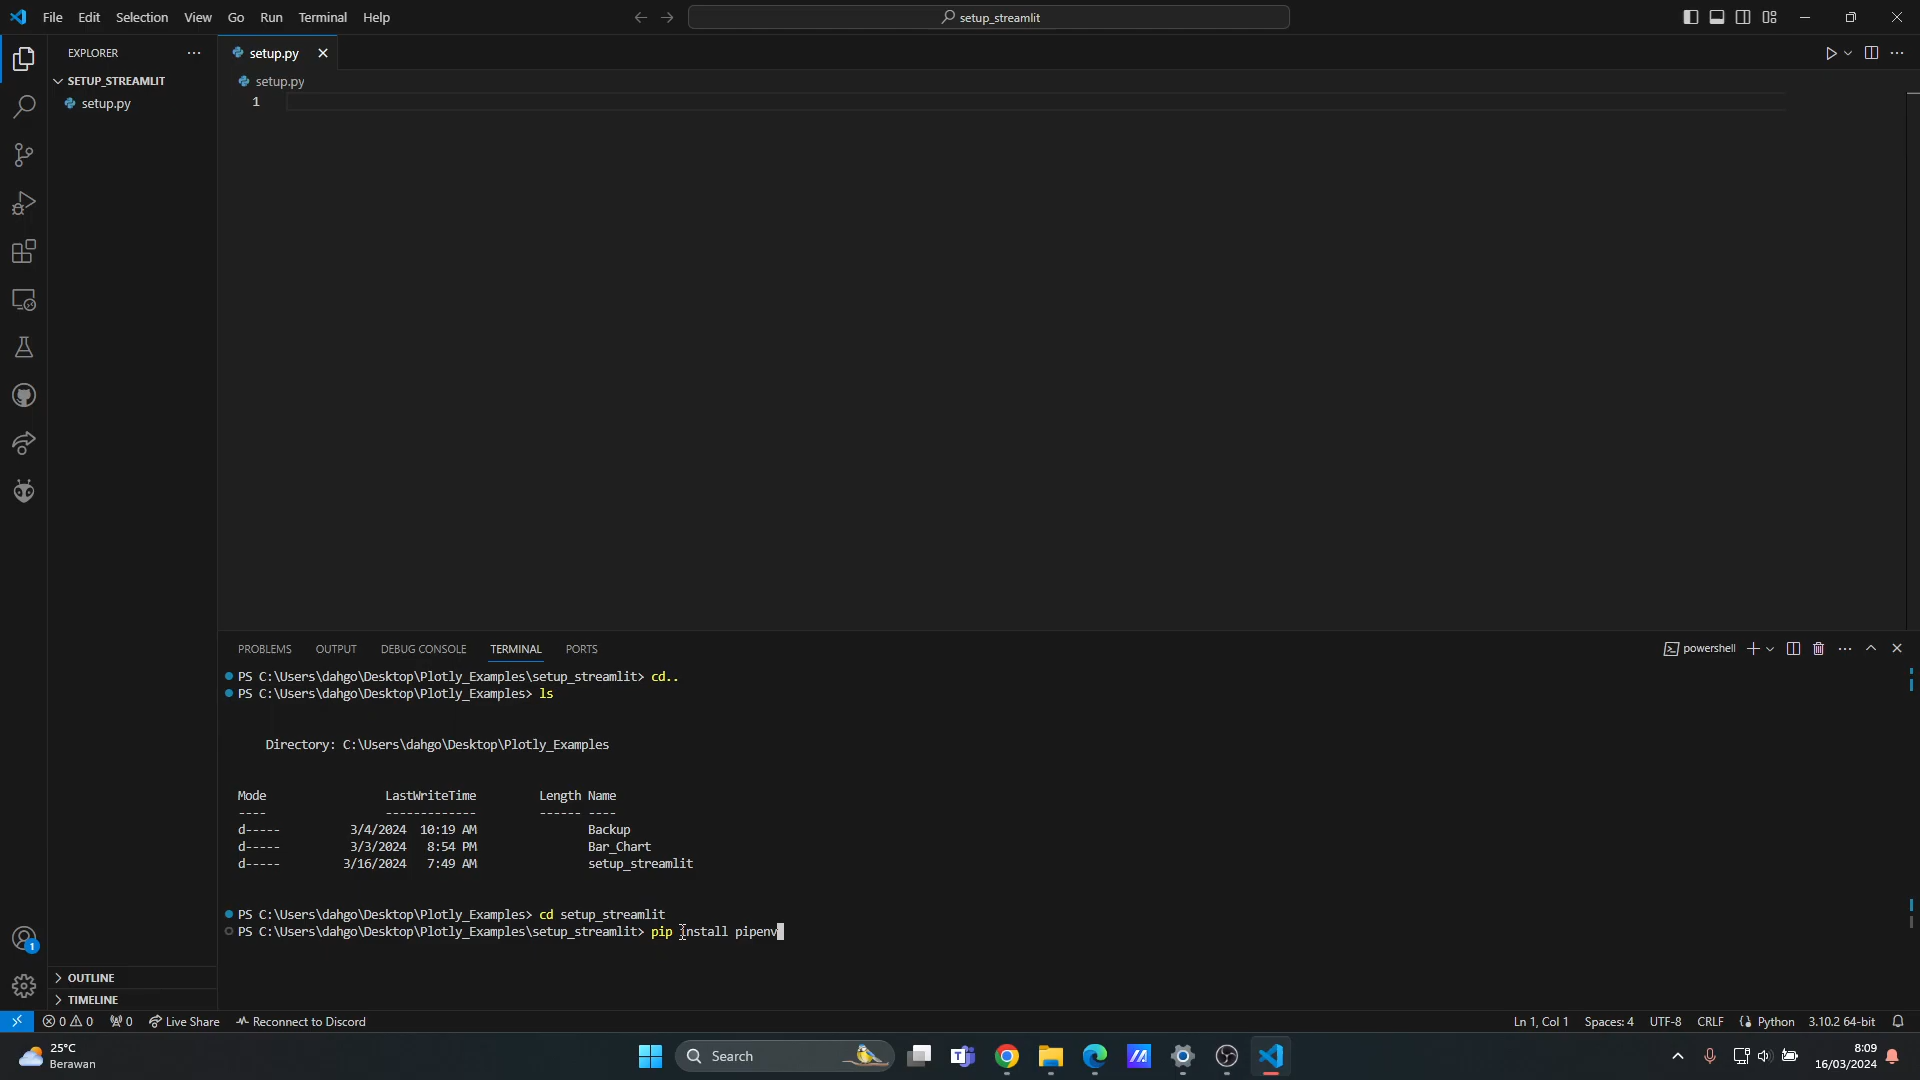 File Edit Selection View Go Run Terminal Help
setup_streamlit
EXPLORER
SETUP_STREAMLIT
setup.py
setup.py
setup.py
1
PROBLEMS OUTPUT DEBUG CONSOLE TERMINAL PORTS
powershell
PS C:\Users\dahgo\Desktop\Plotly_Examples\setup_streamlit> cd..
PS C:\Users\dahgo\Desktop\Plotly_Examples> ls
Directory: C:\Users\dahgo\Desktop\Plotly_Examples
Mode LastWriteTime Length Name
---- ------------- ------ ----
d----- 3/4/2024 10:19 AM Backup
d----- 3/3/2024 8:54 PM Bar_Chart
d----- 3/16/2024 7:49 AM setup_streamlit
PS C:\Users\dahgo\Desktop\Plotly_Examples> cd setup_streamlit
PS C:\Users\dahgo\Desktop\Plotly_Examples\setup_streamlit> pip install pipenv
1
OUTLINE
TIMELINE
0 0 0 Live Share Reconnect to Discord
Ln 1, Col 1 Spaces: 4 UTF-8 CRLF Python 3.10.2 64-bit
25°C
Berawan
Search
8:09
16/03/2024